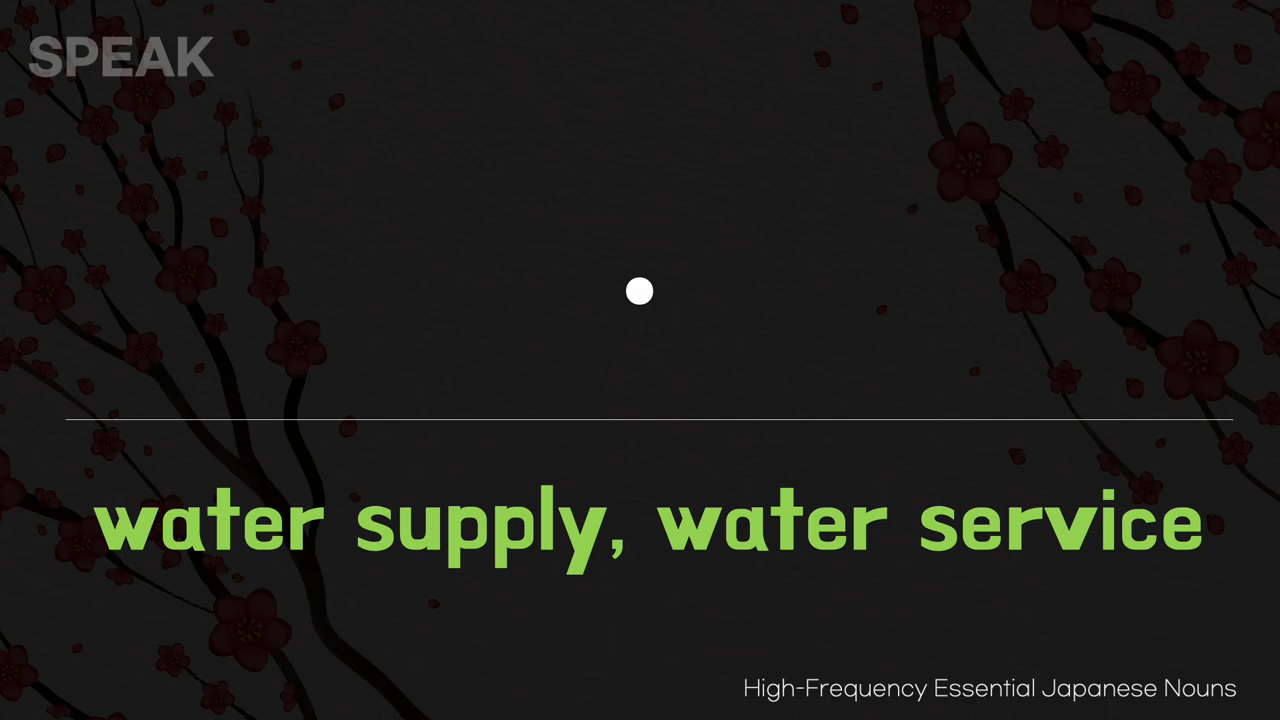 SPEAK
water supply, water service
High-Frequency Essential Japanese Nouns